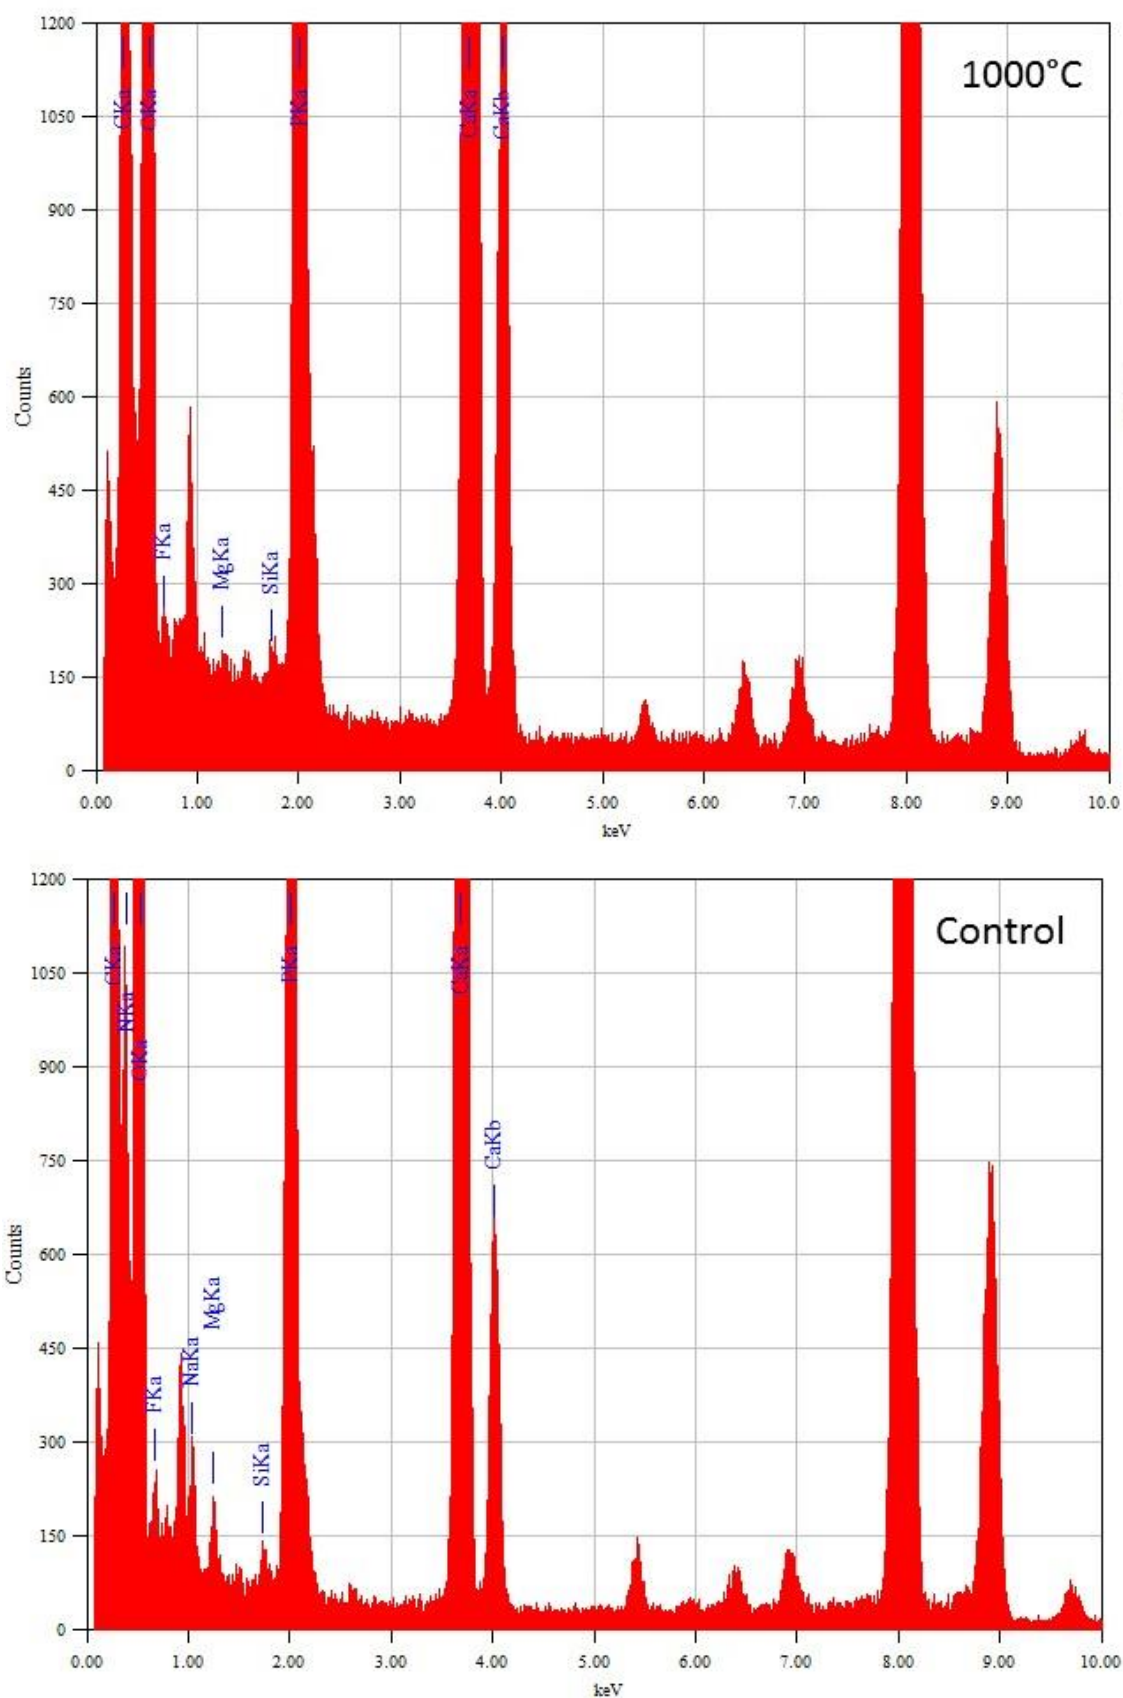 1200
1000°C
CKa
OKa
PKa
CaKa
CaKb
1050
900
750
600
Counts
450
FKa
MgKa
SiKa
300
150
0
0.00 1.00 2.00 3.00 4.00 5.00 6.00 7.00 8.00 9.00 10.0
keV
1200
Control
CKa
NKa
OKa
PKa
CaKa
1050
900
750
CaKb
600
Counts
MgKa
450
NaKa
FKa
300
SiKa
150
0
0.00 1.00 2.00 3.00 4.00 5.00 6.00 7.00 8.00 9.00 10.00
keV